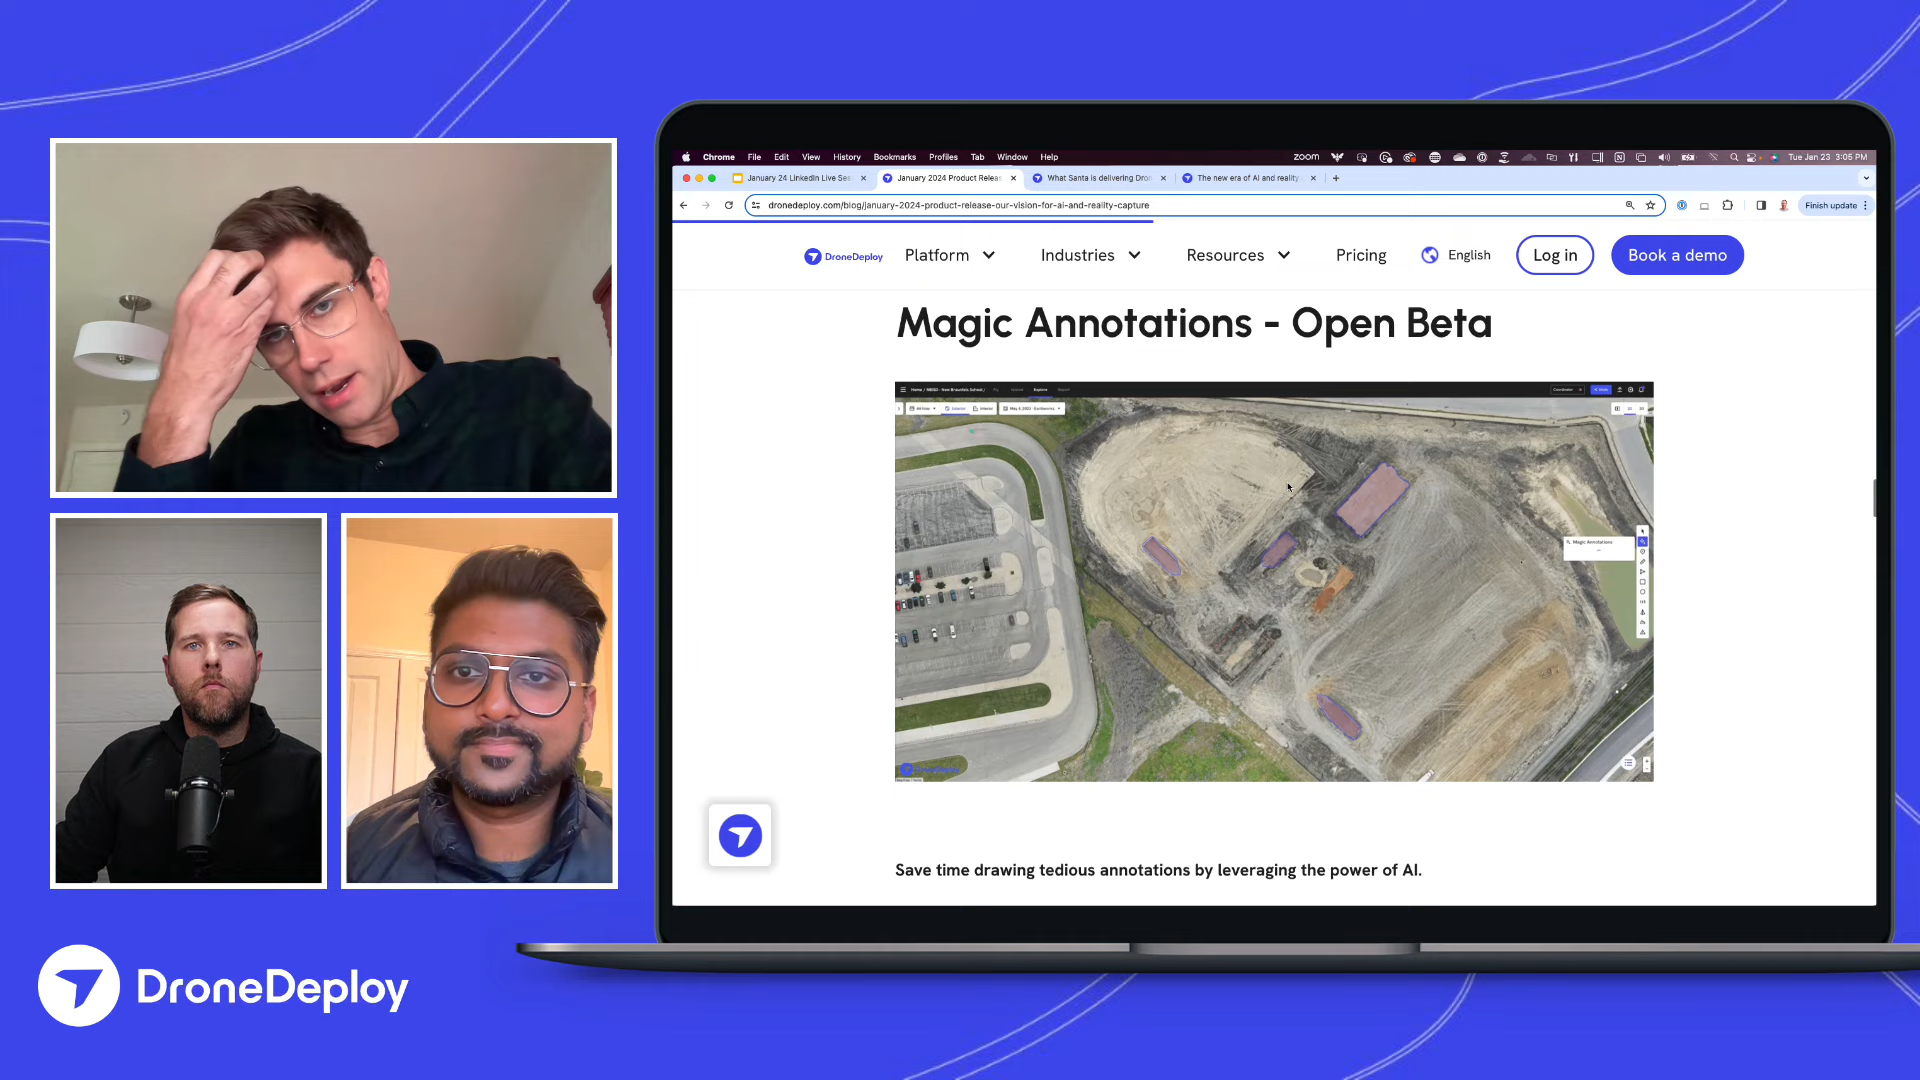 Chrome File Edit View History Bookmarks Profiles Tab Window Help
zoom
Tue Jan 23 3:05 PM
January 24 LinkedIn Live Ses
January 2024 Product Releas
What Santa is delivering Dron
The new era of AI and reality
dronedeploy.com/blog/january-2024-product-release-our-vision-for-ai-and-reality-capture
Finish update
DroneDeploy
Platform
Industries
Resources
Pricing
English
Log in
Book a demo
Magic Annotations - Open Beta
Magic Annotations
Save time drawing tedious annotations by leveraging the power of AI.
DroneDeploy